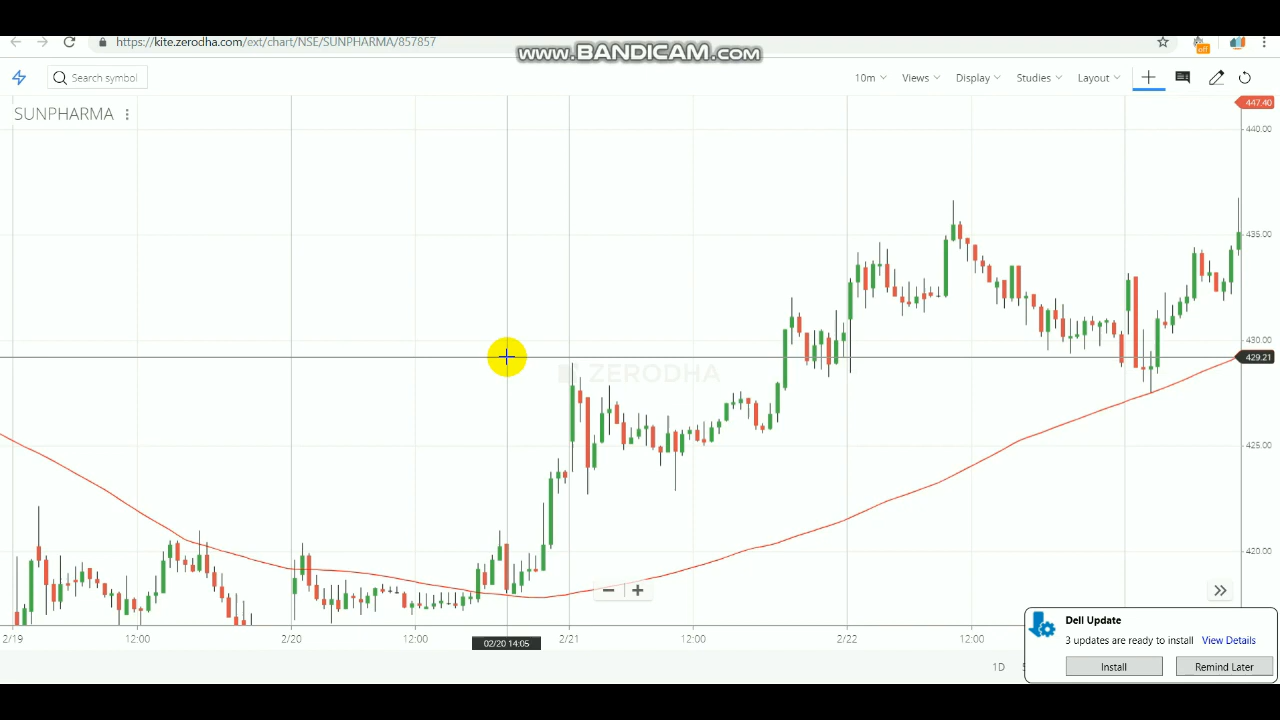 https://kite.zerodha.com/ext/chart/NSE/SUNPHARMA/857857
www.BANDICAM.com
off
Search symbol
10m
Views
Display
Studies
Layout
SUNPHARMA
447.40
440.00
435.00
430.00
429.21
ZERODHA
425.00
420.00
2/19
12:00
2/20
12:00
02/20 14:05
2/21
12:00
2/22
12:00
1D
Dell Update
3 updates are ready to install View Details
Install
Remind Later